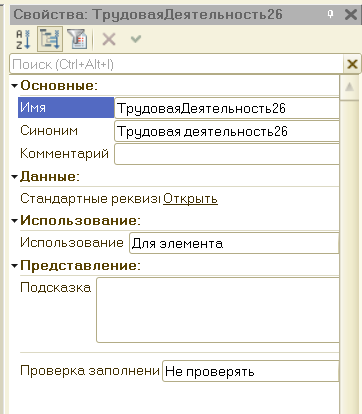 Свойства: ТрудоваяДеятельность26
Поиск (Ctrl+Alt+I)
Основные:
Имя ТрудоваяДеятельность26
Синоним Трудовая деятельность26
Комментарий
Данные:
Стандартные реквизи Открыть
Использование:
Использование Для элемента
Представление:
Подсказка
Проверка заполнени Не проверять